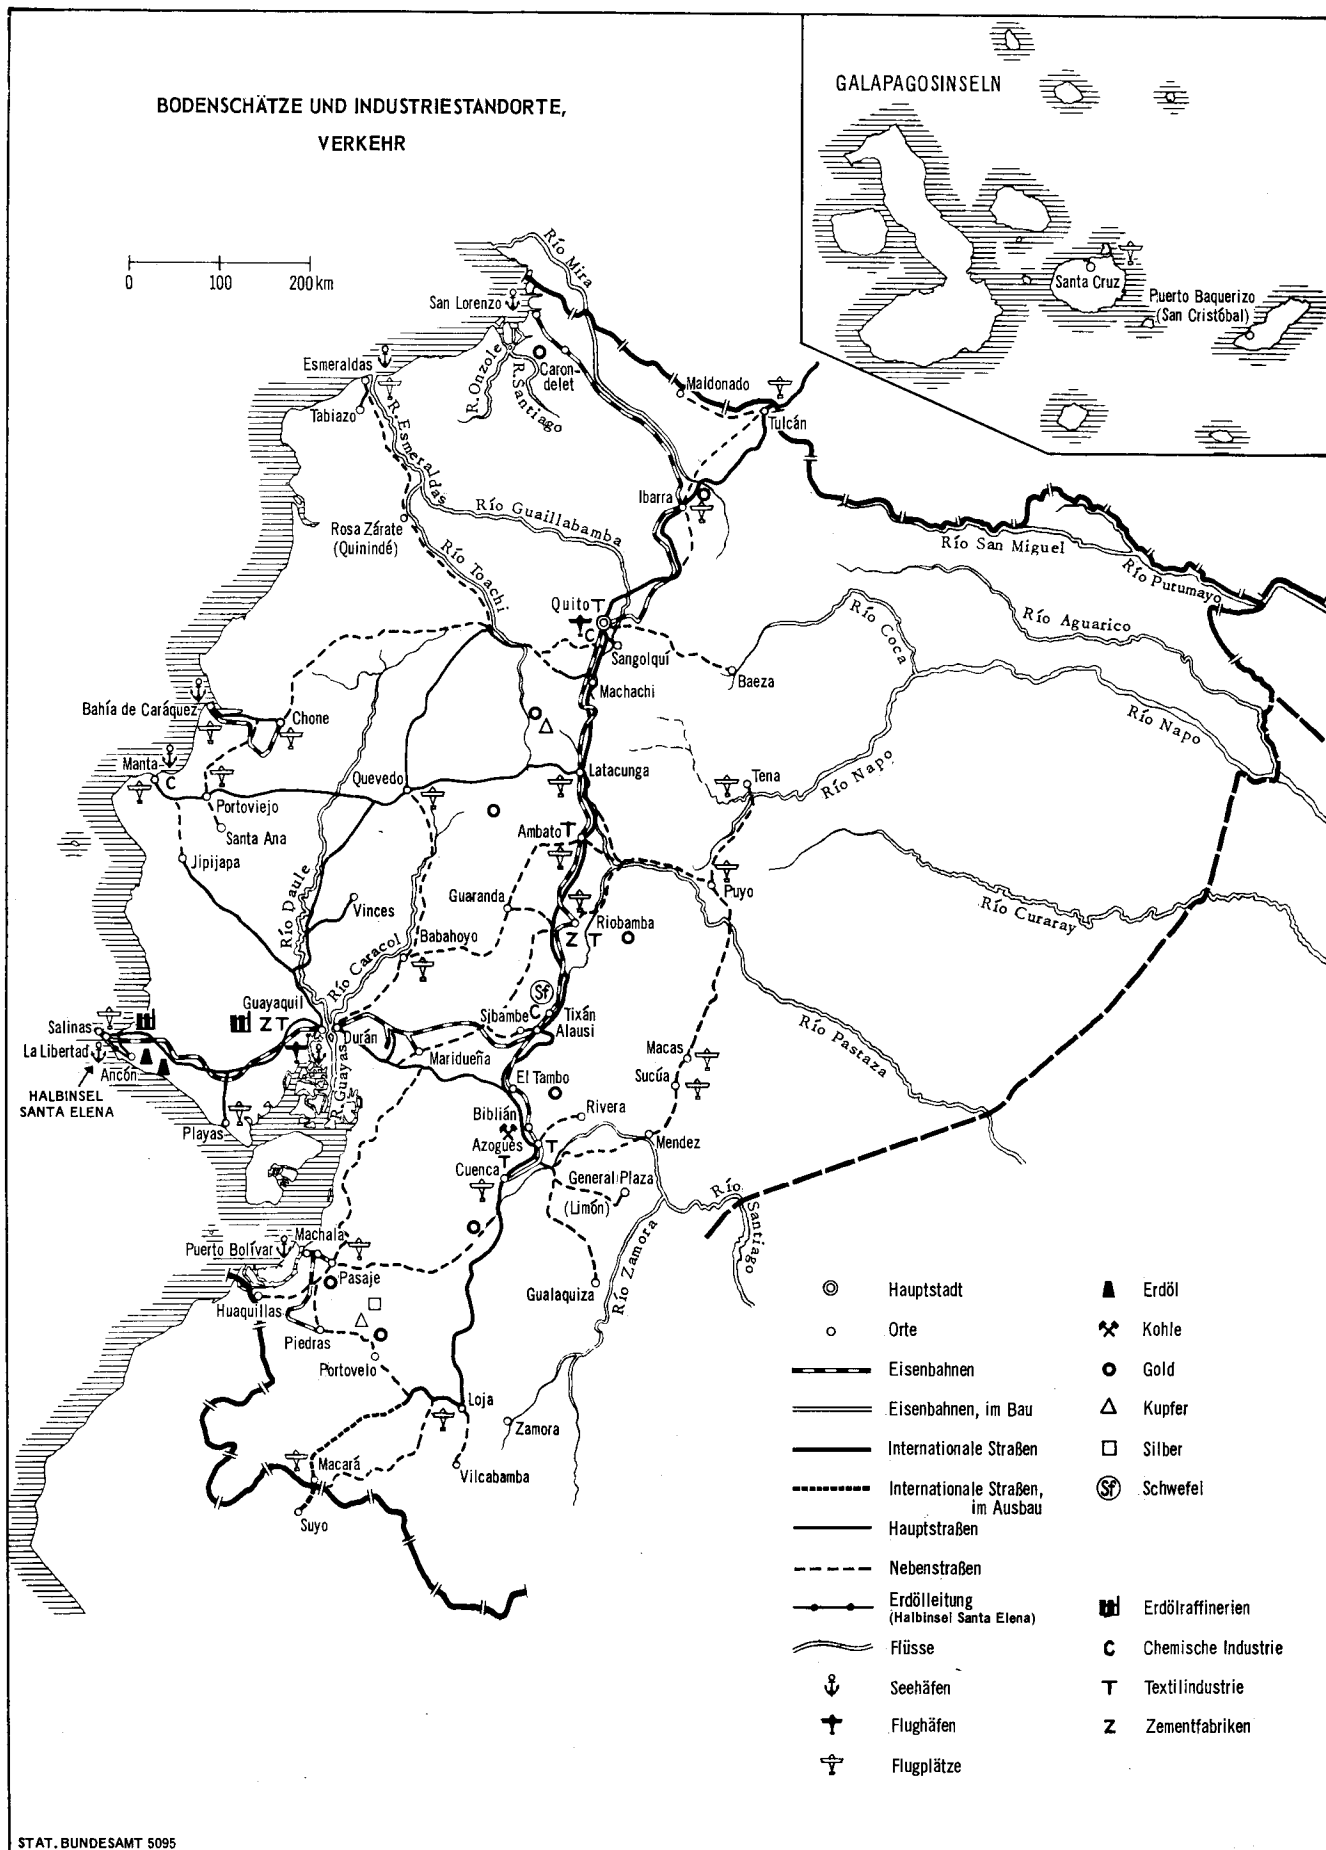 BODENSCHÄTZE UND INDUSTRIESTANDORTE,
VERKEHR
GALAPAGOSINSELN
Santa Cruz
Puerto Baquerizo
(San Cristóbal)
0 100 200 km
Río Mira
San Lorenzo
Esmeraldas
Tabiazo
R. Onzole
R. Santiago
Caron-
delet
Maldonado
Tulcán
R. Esmeraldas
Ibarra
Río Guaillabamba
Rosa Zárate
(Quinindé)
Río Toachi
Río San Miguel
Río Putumayo
Río Aguarico
Quito T
C
Sangolquí
Río Coca
Baeza
Machachi
Bahía de Caráquez
Chone
Río Napo
Manta
C
Quevedo
Latacunga
Tena
Río Napo
Portoviejo
Santa Ana
Ambato T
Jipijapa
Puyo
Río Daule
Vinces
Guaranda
Riobamba
Z T
Río Curaray
Río Caracol
Babahoyo
Sf
Guayaquil
Z T
Durán
Sibambe
C
Tixán
Alausi
Salinas
La Libertad
Ancón
HALBINSEL
SANTA ELENA
Maridueña
Macas
Río Pastaza
Sucúa
El Tambo
R. Guayas
Playas
Biblián
Rivera
Azogues
T
Mendez
Cuenca
T
General Plaza
(Limón)
Río Santiago
Puerto Bolívar
Machala
Pasaje
Río Zamora
Gualaquiza
Huaquillas
Piedras
Portovelo
Loja
Zamora
Macará
Vilcabamba
Suyo
Hauptstadt
Orte
Eisenbahnen
Eisenbahnen, im Bau
Internationale Straßen
Internationale Straßen,
im Ausbau
Hauptstraßen
Nebenstraßen
Erdölleitung
(Halbinsel Santa Elena)
Flüsse
Seehäfen
Flughäfen
Flugplätze
Erdöl
Kohle
Gold
Kupfer
Silber
Sf Schwefel
Erdölraffinerien
C Chemische Industrie
T Textilindustrie
Z Zementfabriken
STAT. BUNDESAMT 5095